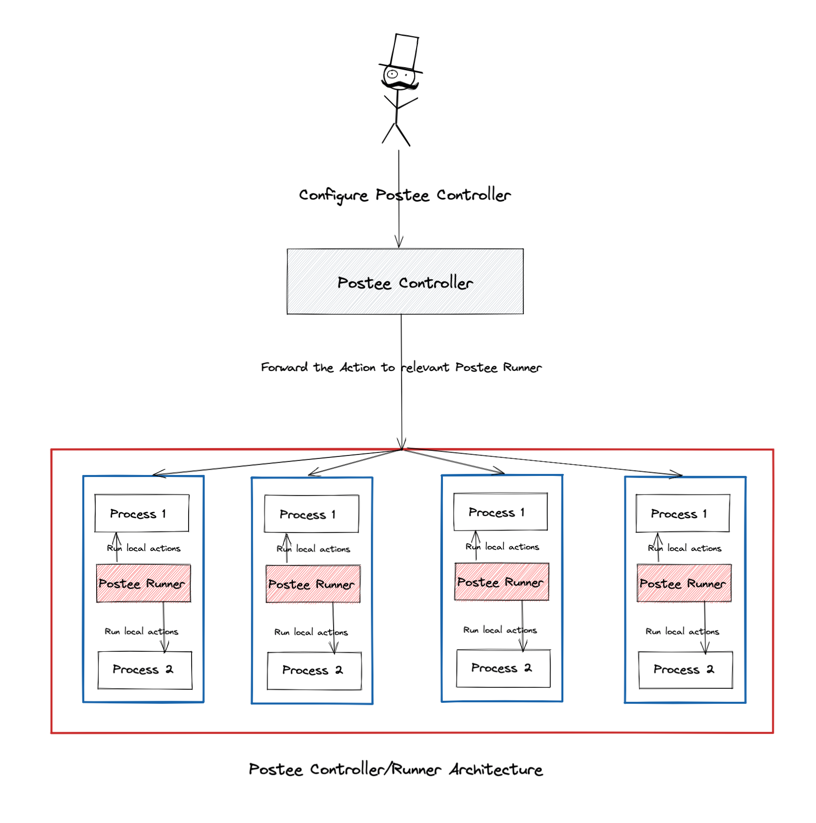 Configure Postee Controller
Postee Controller
Forward the Action to relevant Postee Runner
Process 1
Process 1
Process 1
Process 1
Run local actions
Run local actions
Run local actions
Run local actions
Postee Runner
Postee Runner
Postee Runner
Postee Runner
Run local actions
Run local actions
Run local actions
Run local actions
Process 2
Process 2
Process 2
Process 2
Postee Controller/Runner Architecture